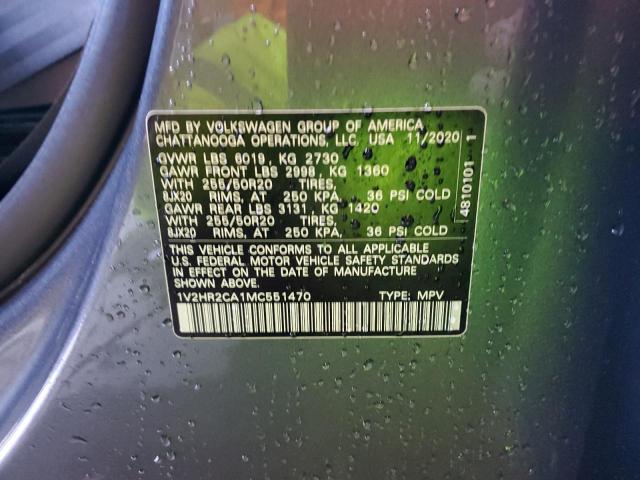 MFD BY VOLKSWAGEN GROUP OF AMERICA
CHATTANOOGA OPERATIONS, LLC, USA 11/2020
GVWR LBS 6019, KG 2730
GAWR FRONT LBS 2998, KG 1360
WITH 255/50R20 TIRES,
8JX20 RIMS, AT 250 KPA, 36 PSI COLD
GAWR REAR LBS 3131, KG 1420
WITH 255/50R20 TIRES,
8JX20 RIMS, AT 250 KPA, 36 PSI COLD
THIS VEHICLE CONFORMS TO ALL APPLICABLE
U.S. FEDERAL MOTOR VEHICLE SAFETY STANDARDS
IN EFFECT ON THE DATE OF MANUFACTURE
SHOWN ABOVE.
1V2HR2CA1MC551470 TYPE: MPV
4810101 1